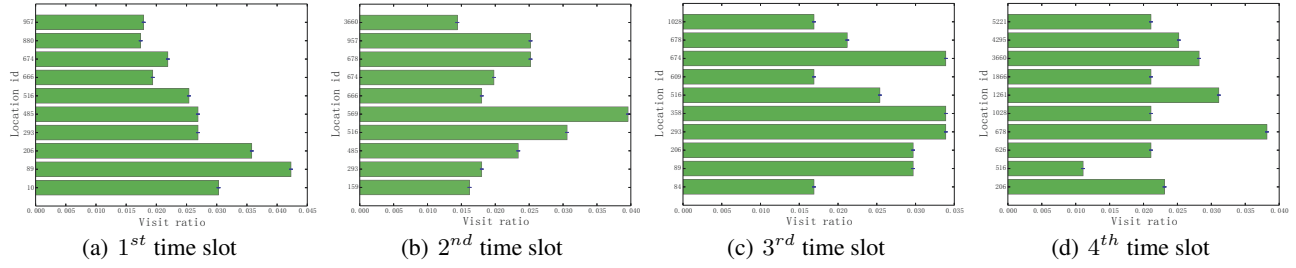 Location id
957
880
674
666
516
485
293
206
89
10
0.000 0.005 0.010 0.015 0.020 0.025 0.030 0.035 0.040 0.045
Visit ratio
(a) 1st time slot
Location id
3660
957
678
674
666
569
516
485
293
159
0.000 0.005 0.010 0.015 0.020 0.025 0.030 0.035 0.040
Visit ratio
(b) 2nd time slot
Location id
1028
678
674
609
516
358
293
206
89
84
0.000 0.005 0.010 0.015 0.020 0.025 0.030 0.035
Visit ratio
(c) 3rd time slot
Location id
5221
4295
3660
1866
1261
1028
678
626
516
206
0.000 0.005 0.010 0.015 0.020 0.025 0.030 0.035 0.040
Visit ratio
(d) 4th time slot